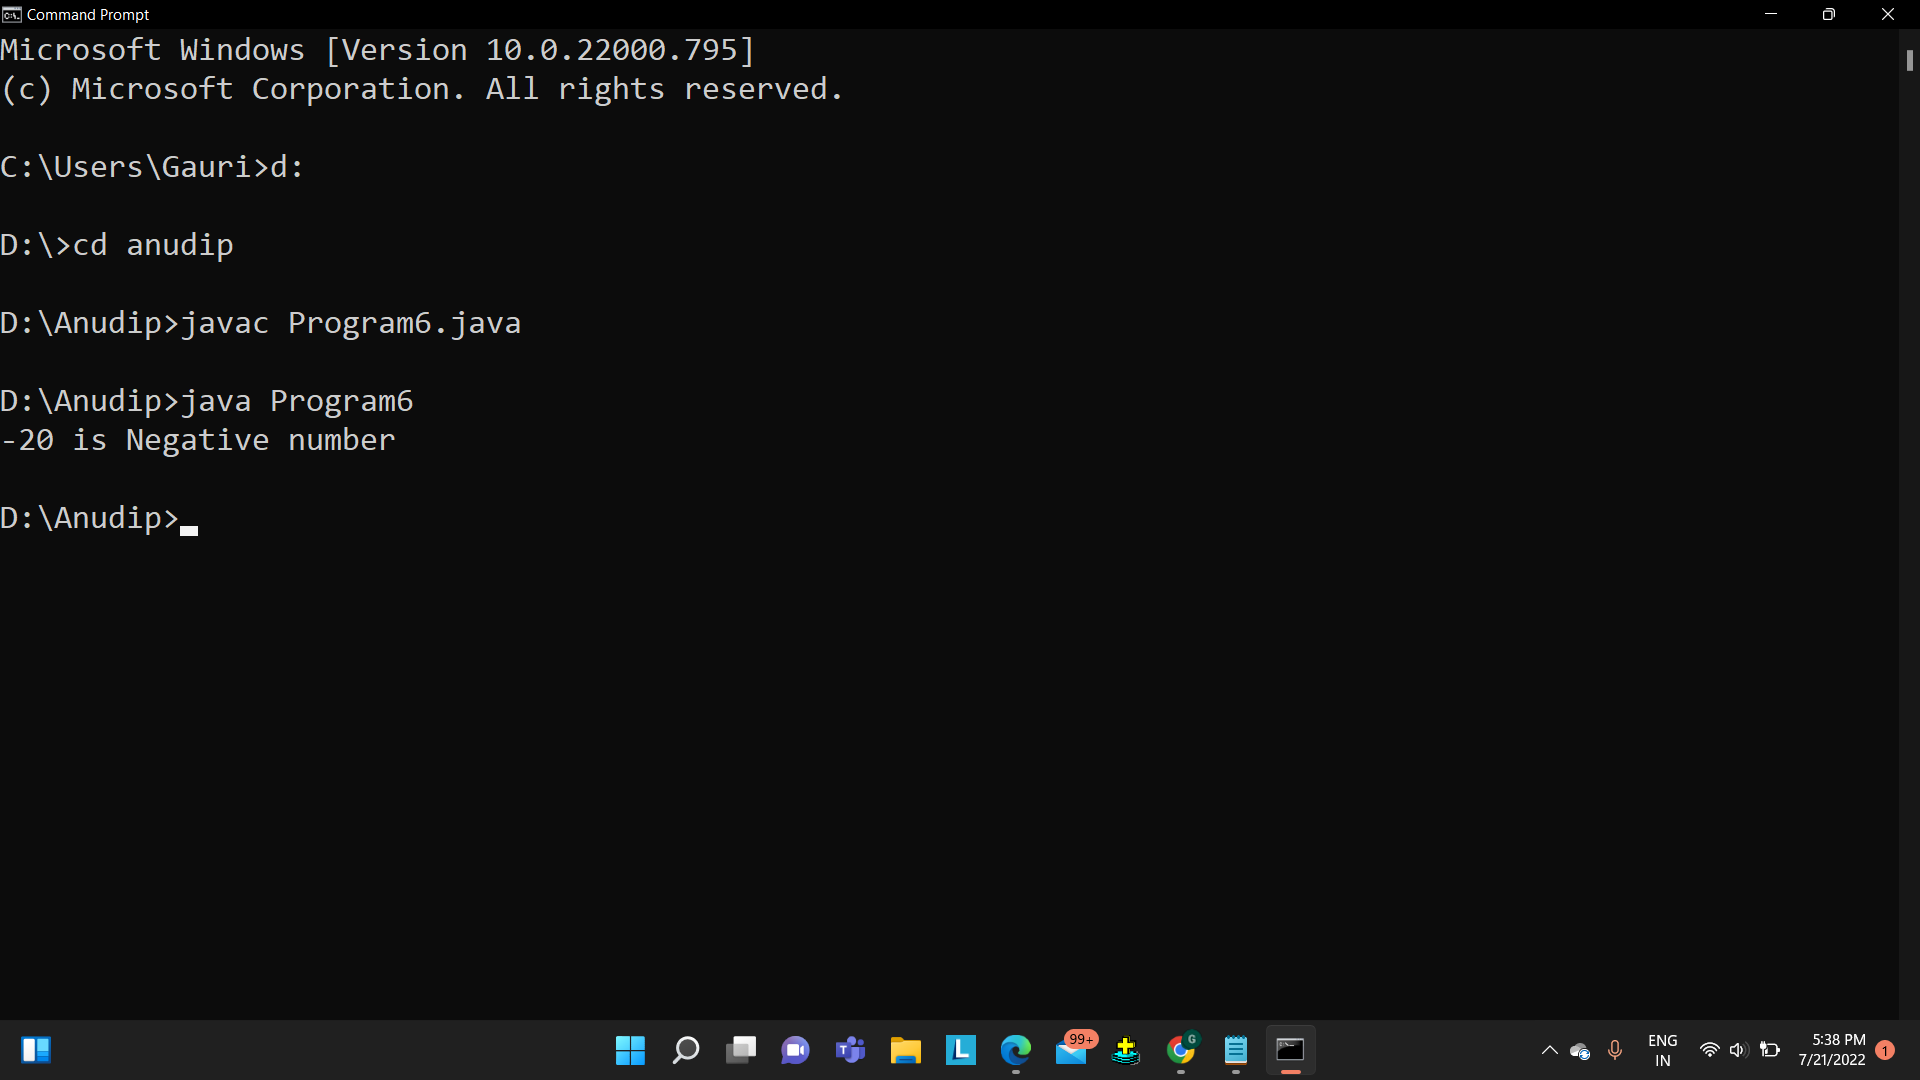 Command Prompt
Microsoft Windows [Version 10.0.22000.795]
(c) Microsoft Corporation. All rights reserved.
C:\Users\Gauri>d:
D:\>cd anudip
D:\Anudip>javac Program6.java
D:\Anudip>java Program6
-20 is Negative number
D:\Anudip>
T
L
99+
G
ENG
IN
5:38 PM
7/21/2022
1